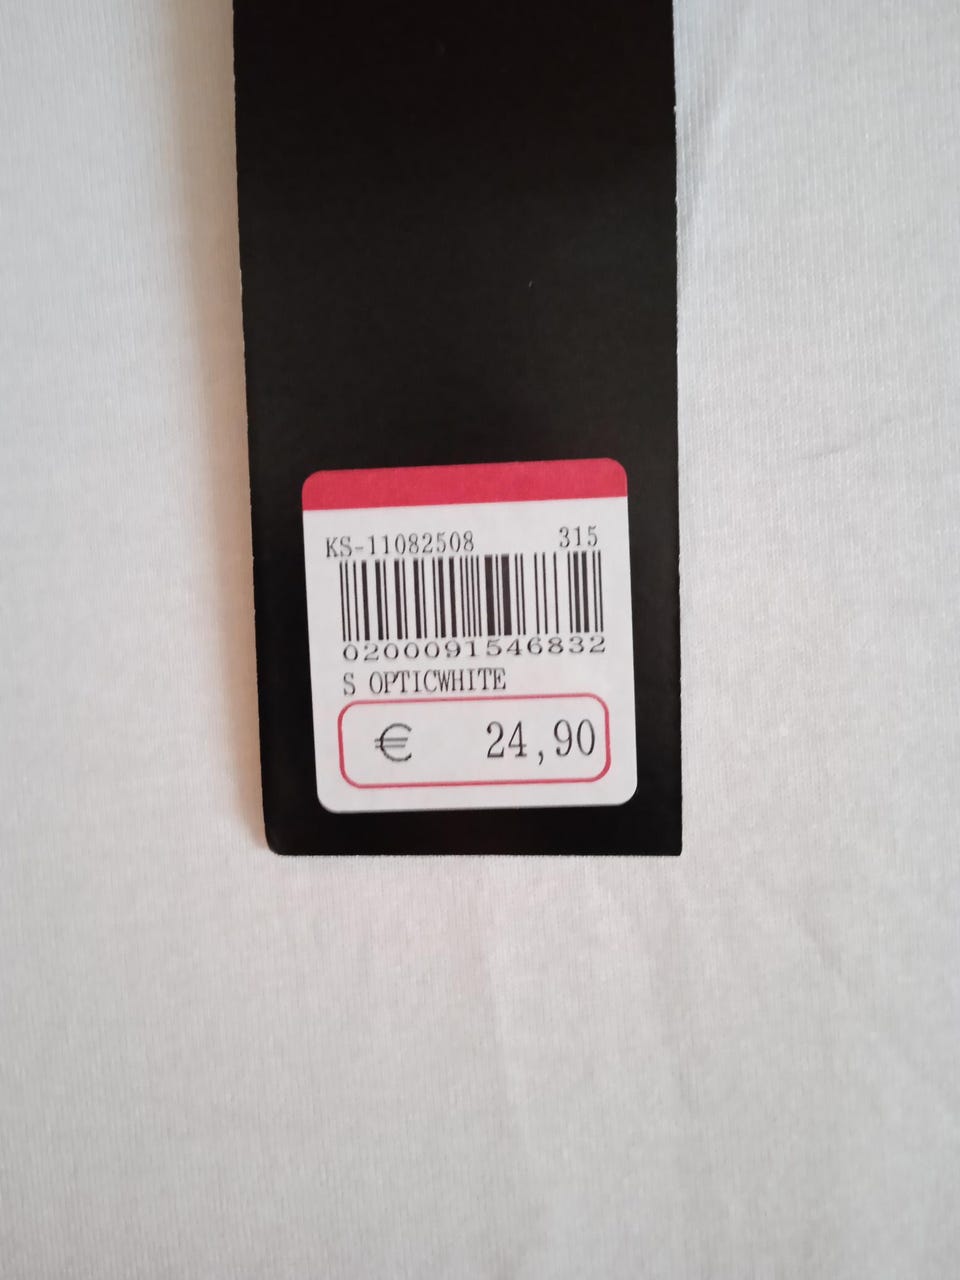 KS-11082508 315
0200091546832
S OPTICWHITE
€ 24,90